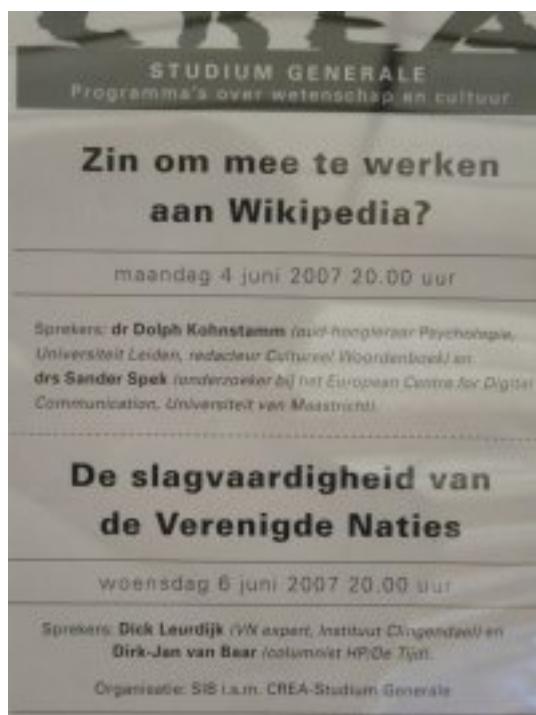 CREA
STUDIUM GENERALE
Programma's over wetenschap en cultuur
Zin om mee te werken
aan Wikipedia?
maandag 4 juni 2007 20.00 uur
Sprekers: dr Dolph Kohnstamm (oud-hoogleraar Psychologie,
Universiteit Leiden, redacteur Cultureel Woordenboek) en
drs Sander Spek (onderzoeker bij het European Centre for Digital
Communication, Universiteit van Maastricht).
De slagvaardigheid van
de Verenigde Naties
woensdag 6 juni 2007 20.00 uur
Sprekers: Dick Leurdijk (VN expert, Instituut Clingendael) en
Dirk-Jan van Baar (columnist HP/De Tijd).
Organisatie: SIB i.s.m. CREA-Studium Generale